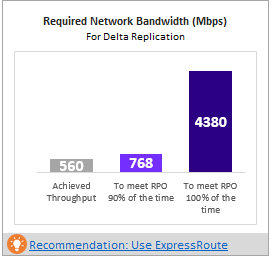 Required Network Bandwidth (Mbps)
For Delta Replication
4380
768
560
Achieved Throughput
To meet RPO 90% of the time
To meet RPO 100% of the time
Recommendation: Use ExpressRoute